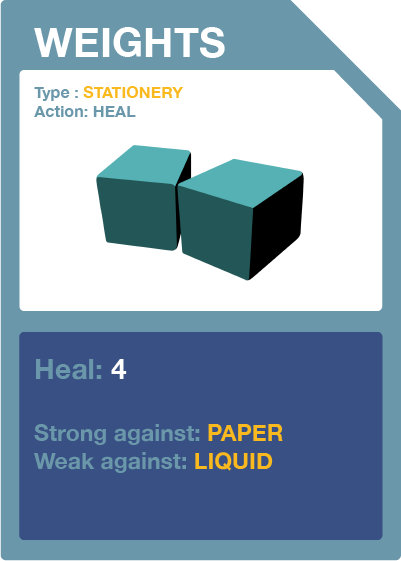 WEIGHTS
Type : STATIONERY
Action: HEAL
Heal: 4
Strong against: PAPER
Weak against: LIQUID